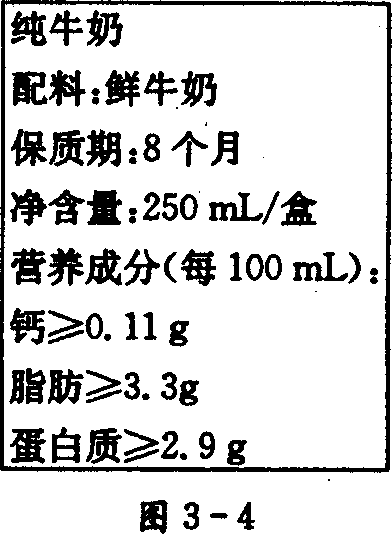 纯牛奶
配料:鲜牛奶
保质期:8个月
净含量:250 mL/盒
营养成分(每100 mL):
钙≥0.11 g
脂肪≥3.3g
蛋白质≥2.9 g
图 3-4